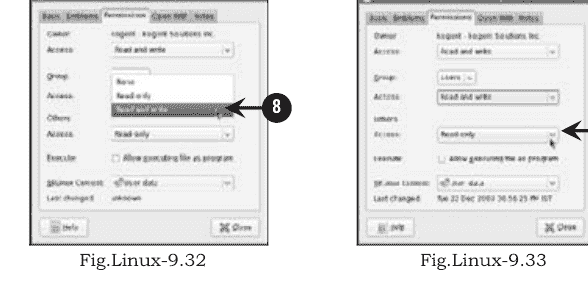 Basic Emblems Permissions Open With Notes
Owner: kogent - Kogent Solutions Inc.
Access: Read and write
Group:
None
Access: Read-only
Read and write
8
Others
Access: Read-only
Execute: Allow executing file as program
SELinux Context: user data
Last changed: unknown
Help Close
Fig.Linux-9.32
Basic Emblems Permissions Open With Notes
Owner: kogent - Kogent Solutions Inc.
Access: Read and write
Group: users
Access: Read and write
Others
Access: Read-only
Execute: Allow executing file as program
SELinux Context: user data
Last changed: Tue 22 Dec
Help Close
Fig.Linux-9.33